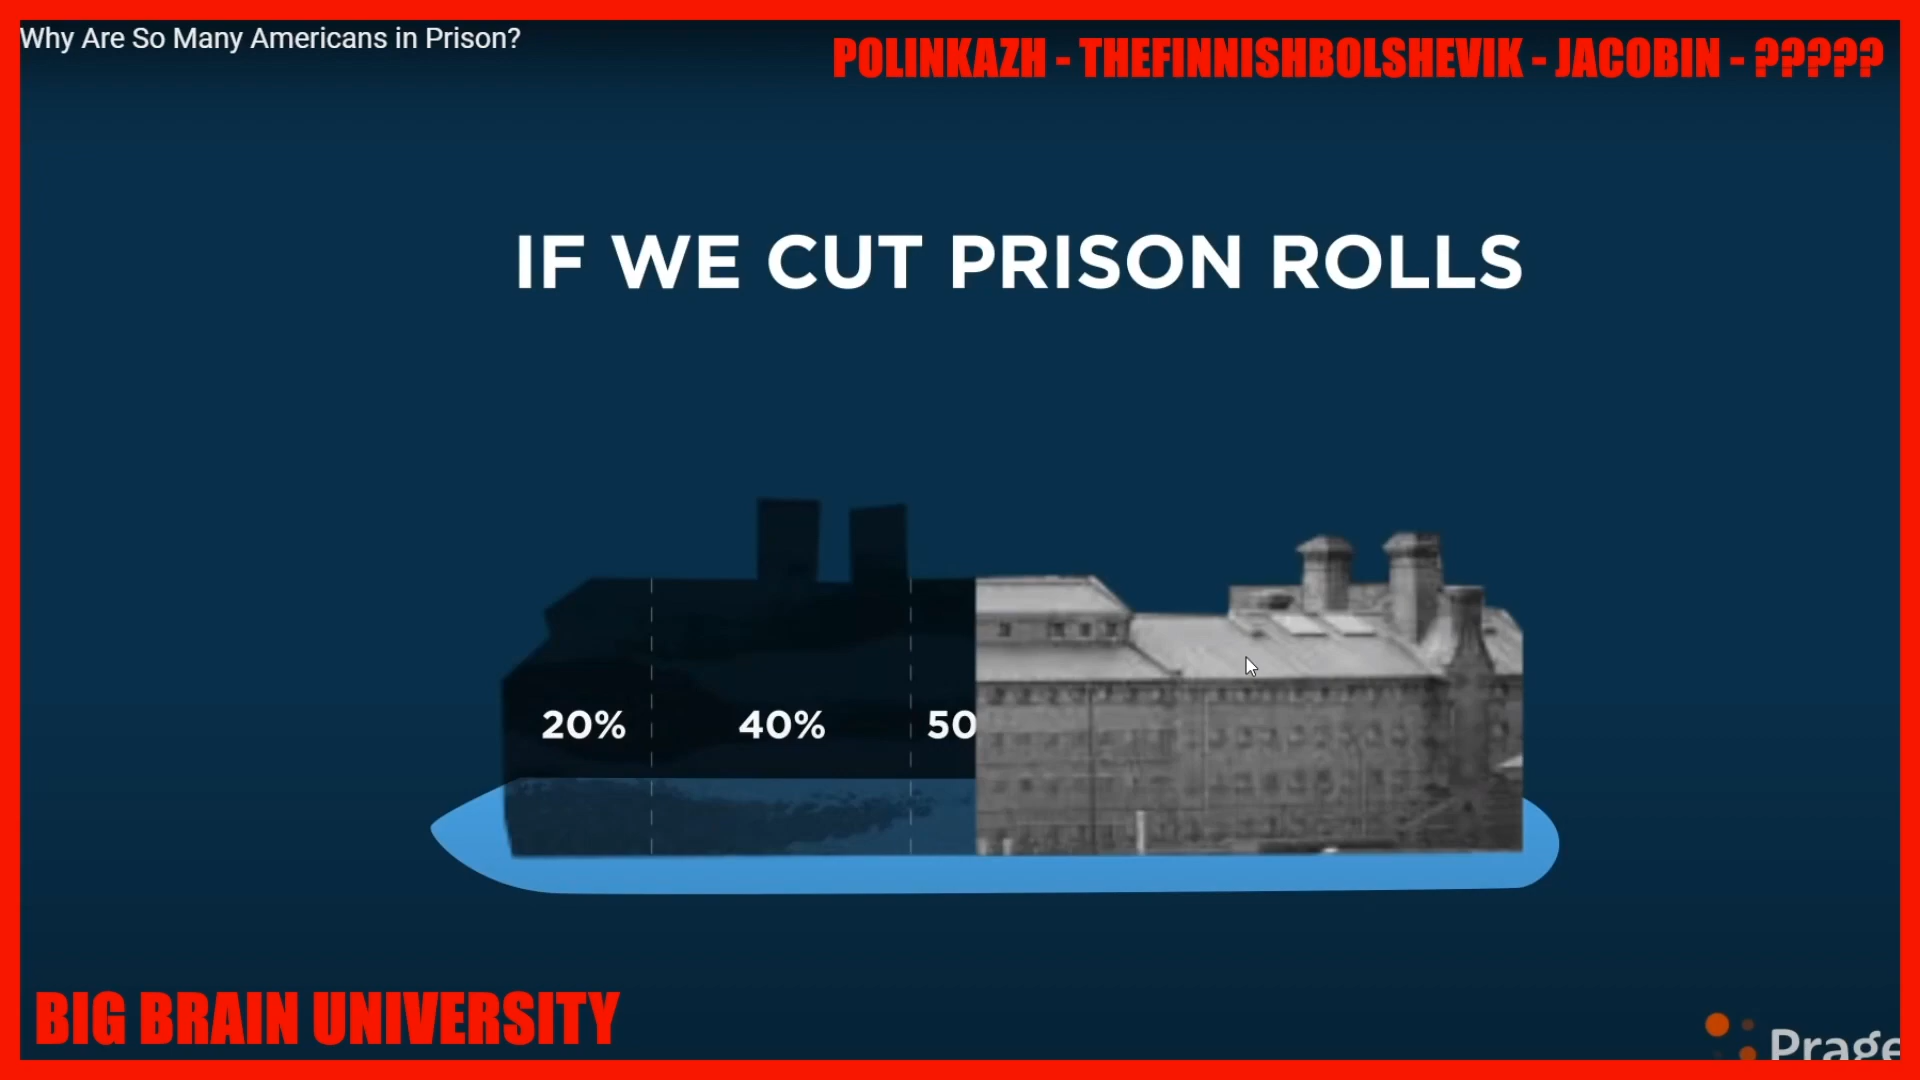 Why Are So Many Americans in Prison?
POLINKAZH - THEFINNISHBOLSHEVIK - JACOBIN - ?????
IF WE CUT PRISON ROLLS
20% 40% 50
BIG BRAIN UNIVERSITY
Prage